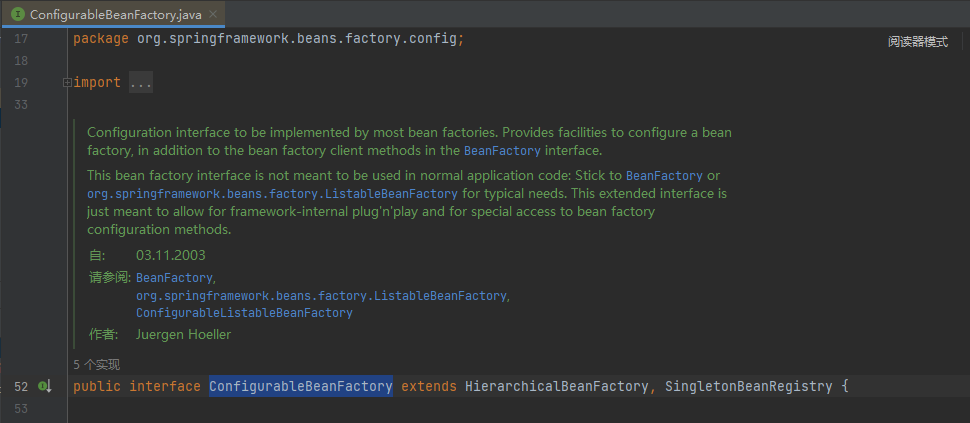 ConfigurableBeanFactory.java
17 package org.springframework.beans.factory.config;
阅读器模式
18
19 import ...
33
Configuration interface to be implemented by most bean factories. Provides facilities to configure a bean
factory, in addition to the bean factory client methods in the BeanFactory interface.
This bean factory interface is not meant to be used in normal application code: Stick to BeanFactory or
org.springframework.beans.factory.ListableBeanFactory for typical needs. This extended interface is
just meant to allow for framework-internal plug'n'play and for special access to bean factory
configuration methods.
自: 03.11.2003
请参阅: BeanFactory,
org.springframework.beans.factory.ListableBeanFactory,
ConfigurableListableBeanFactory
作者: Juergen Hoeller
5 个实现
52 public interface ConfigurableBeanFactory extends HierarchicalBeanFactory, SingletonBeanRegistry {
53